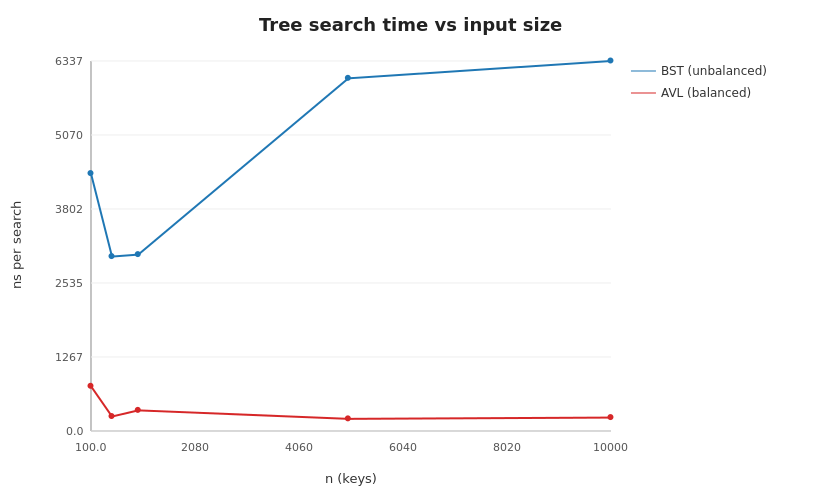 Tree search time vs input size
6337
5070
3802
2535
1267
0.0
ns per search
100.0 2080 4060 6040 8020 10000
n (keys)
BST (unbalanced)
AVL (balanced)